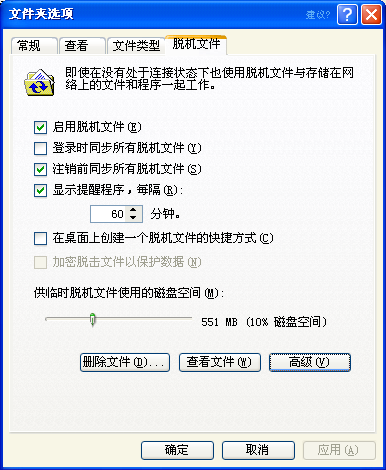 文件夹选项
建议?
常规 查看 文件类型 脱机文件
即使在没有处于连接状态下也使用脱机文件与存储在网
络上的文件和程序一起工作。
启用脱机文件(E)
登录时同步所有脱机文件(Y)
注销前同步所有脱机文件(S)
显示提醒程序，每隔(R):
60 分钟。
在桌面上创建一个脱机文件的快捷方式(C)
加密脱击文件以保护数据(N)
供临时脱机文件使用的磁盘空间(M):
551 MB (10% 磁盘空间)
删除文件(D)... 查看文件(W) 高级(V)
确定 取消 应用(A)